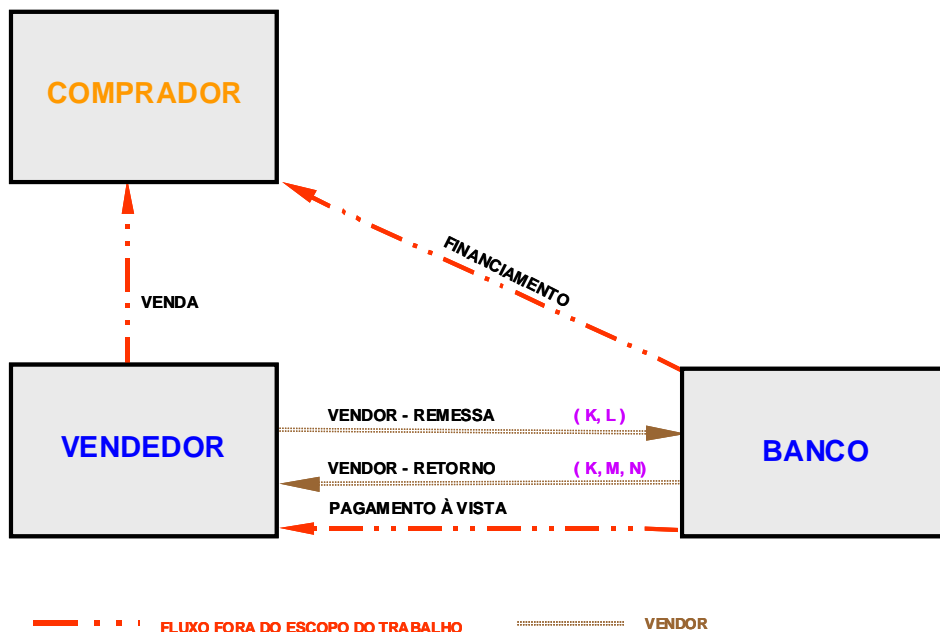 COMPRADOR
FINANCIAMENTO
VENDA
VENDEDOR
VENDOR - REMESSA ( K, L )
VENDOR - RETORNO ( K, M, N)
PAGAMENTO À VISTA
BANCO
FLUXO FORA DO ESCOPO DO TRABALHO
VENDOR